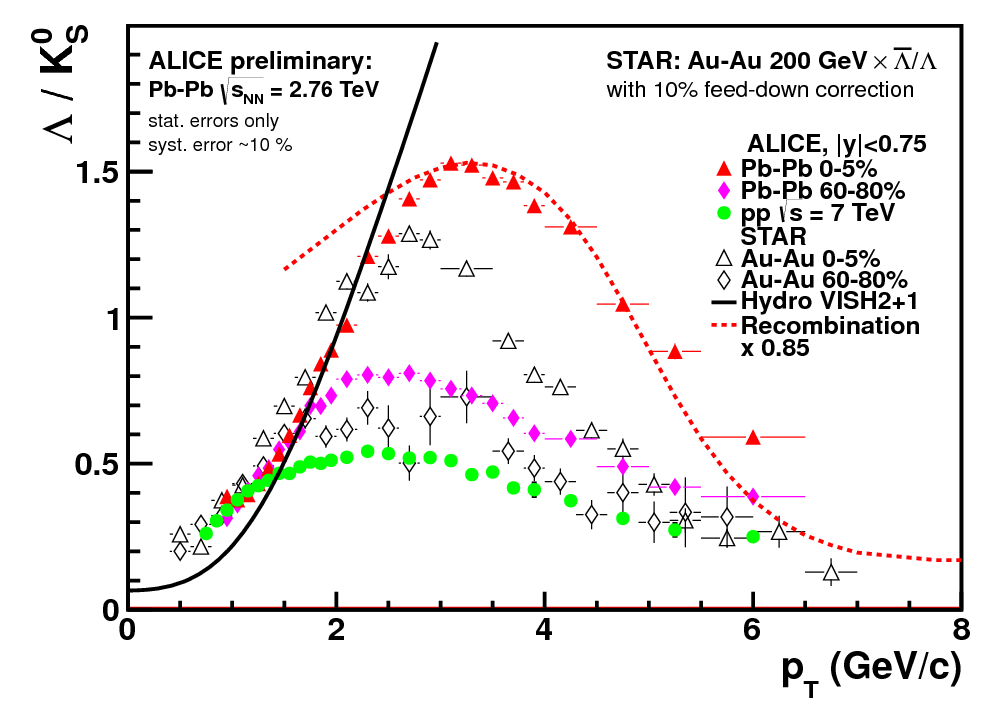 Λ / K⁰S
ALICE preliminary:
Pb-Pb √sNN = 2.76 TeV
stat. errors only
syst. error ~10 %
STAR: Au-Au 200 GeV × Λ̅/Λ
with 10% feed-down correction
ALICE, |y|<0.75
Pb-Pb 0-5%
Pb-Pb 60-80%
pp √s = 7 TeV
STAR
Au-Au 0-5%
Au-Au 60-80%
Hydro VISH2+1
Recombination
x 0.85
1.5
1
0.5
0
0 2 4 6 8
pT (GeV/c)